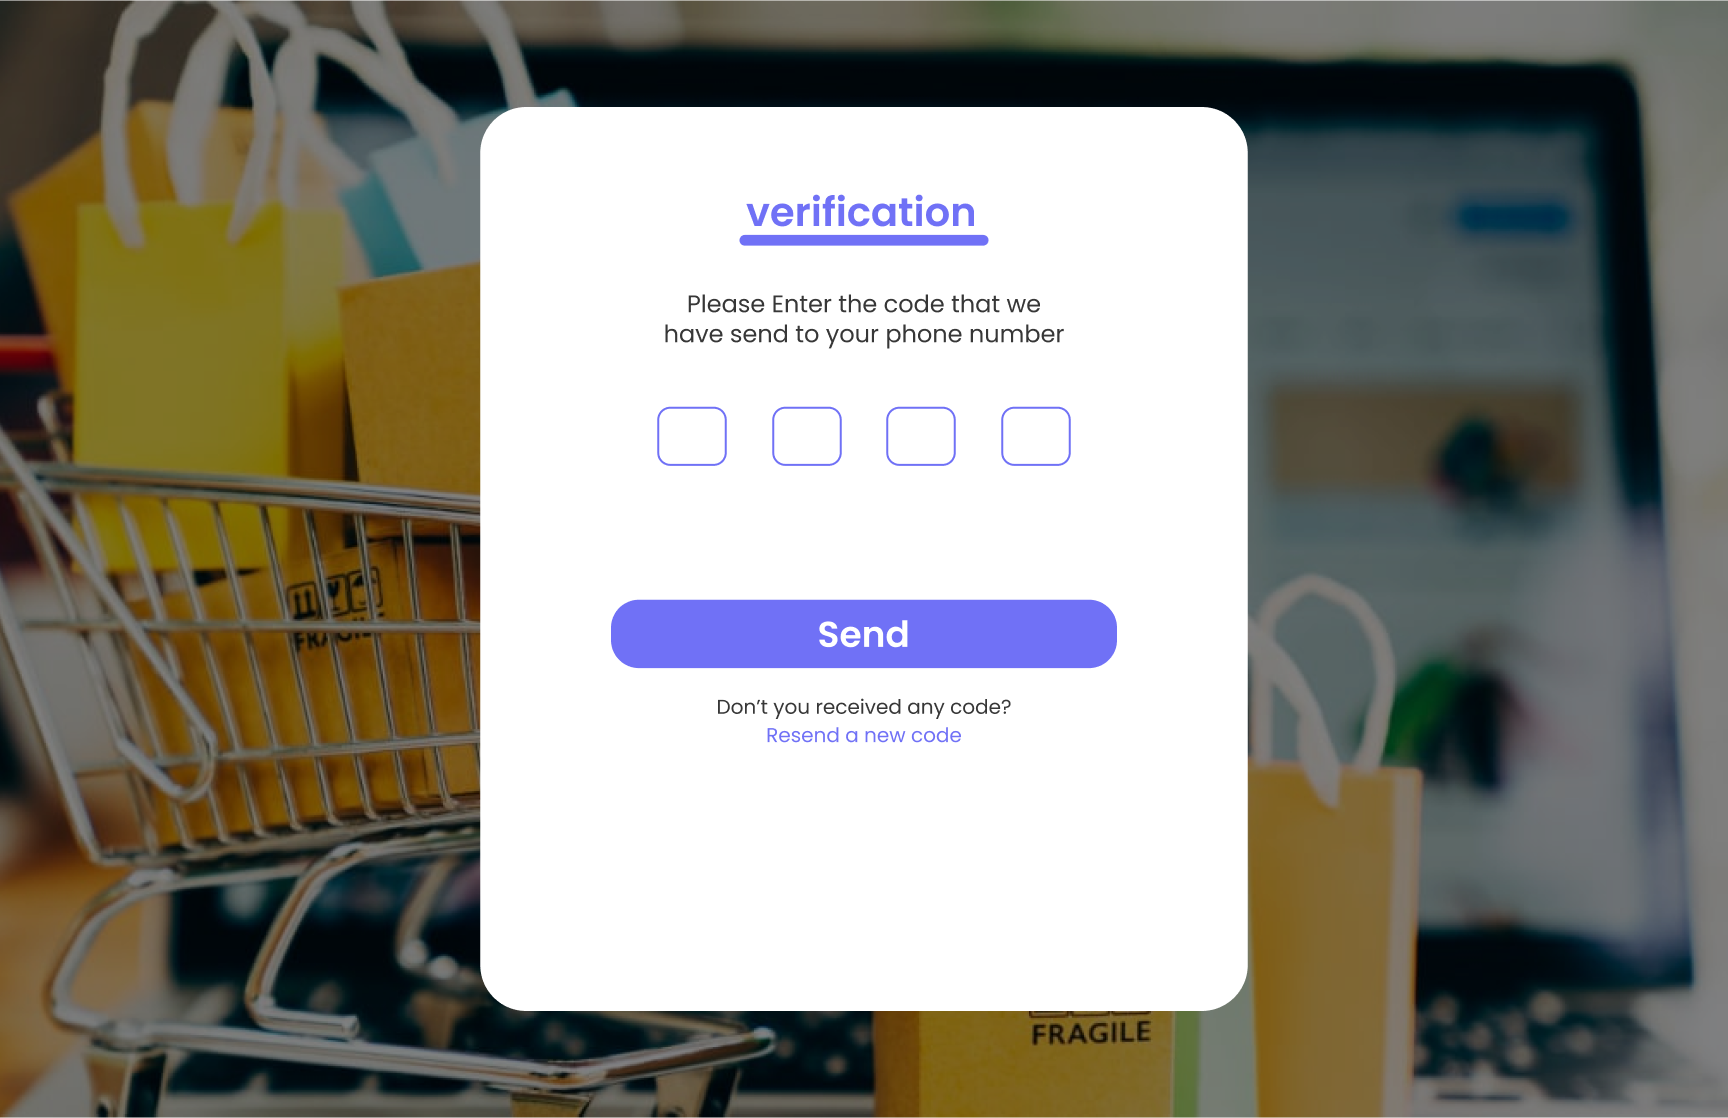 verification
Please Enter the code that we
have send to your phone number
Send
Don’t you received any code?
Resend a new code
FRAGILE
FRAGILE